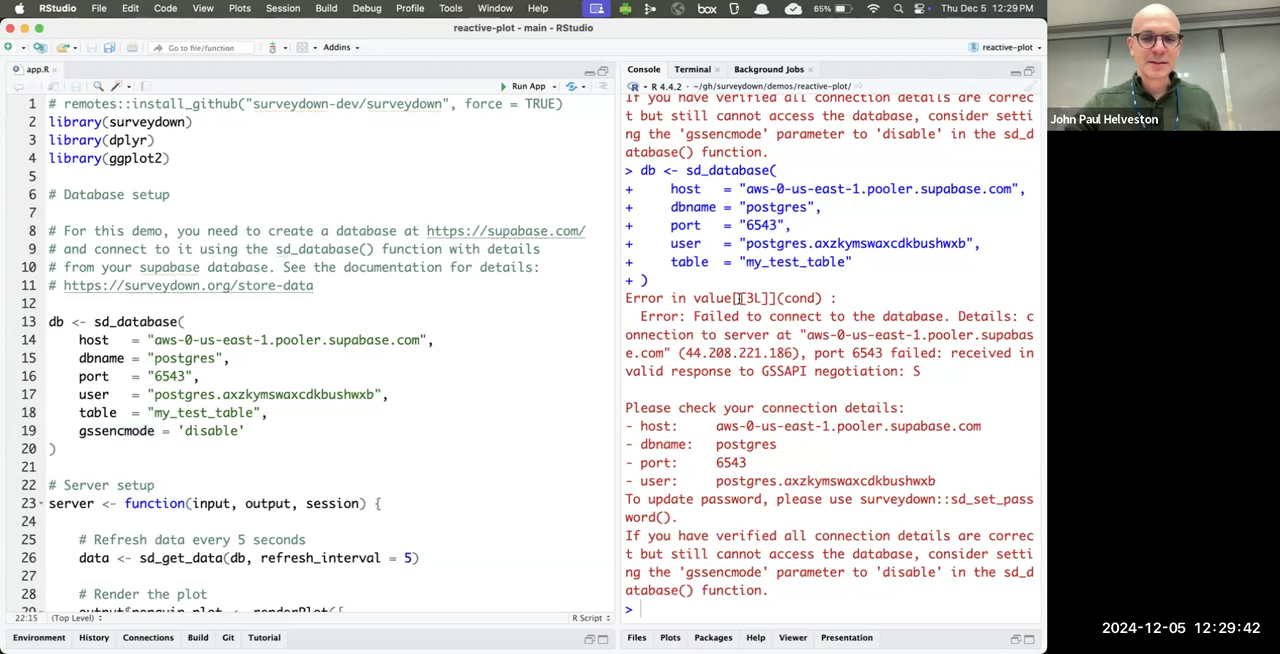 RStudio File Edit Code View Plots Session Build Debug Profile Tools Window Help box 65% Thu Dec 5 12:29 PM
reactive-plot - main - RStudio
Go to file/function Addins reactive-plot
app.R
Run App
1 # remotes::install_github("surveydown-dev/surveydown", force = TRUE)
2 library(surveydown)
3 library(dplyr)
4 library(ggplot2)
5
6 # Database setup
7
8 # For this demo, you need to create a database at https://supabase.com/
9 # and connect to it using the sd_database() function with details
10 # from your supabase database. See the documentation for details:
11 # https://surveydown.org/store-data
12
13 db <- sd_database(
14 host = "aws-0-us-east-1.pooler.supabase.com",
15 dbname = "postgres",
16 port = "6543",
17 user = "postgres.axzkymswaxcdkbushwxb",
18 table = "my_test_table",
19 gssencmode = 'disable'
20 )
21
22 # Server setup
23 server <- function(input, output, session) {
24
25 # Refresh data every 5 seconds
26 data <- sd_get_data(db, refresh_interval = 5)
27
28 # Render the plot
29 output$penguin_plot <- renderPlot({
22:15 (Top Level) R Script
Environment History Connections Build Git Tutorial
Console Terminal Background Jobs
R 4.4.2 · ~/gh/surveydown/demos/reactive-plot/
If you have verified all connection details are correc
t but still cannot access the database, consider setti
ng the 'gssencmode' parameter to 'disable' in the sd_d
atabase() function.
> db <- sd_database(
+ host = "aws-0-us-east-1.pooler.supabase.com",
+ dbname = "postgres",
+ port = "6543",
+ user = "postgres.axzkymswaxcdkbushwxb",
+ table = "my_test_table"
+ )
Error in value[[3L]](cond) :
Error: Failed to connect to the database. Details: c
onnection to server at "aws-0-us-east-1.pooler.supabas
e.com" (44.208.221.186), port 6543 failed: received in
valid response to GSSAPI negotiation: S
Please check your connection details:
- host: aws-0-us-east-1.pooler.supabase.com
- dbname: postgres
- port: 6543
- user: postgres.axzkymswaxcdkbushwxb
To update password, please use surveydown::sd_set_pass
word().
If you have verified all connection details are correc
t but still cannot access the database, consider setti
ng the 'gssencmode' parameter to 'disable' in the sd_d
atabase() function.
>
Files Plots Packages Help Viewer Presentation
John Paul Helveston
2024-12-05 12:29:42